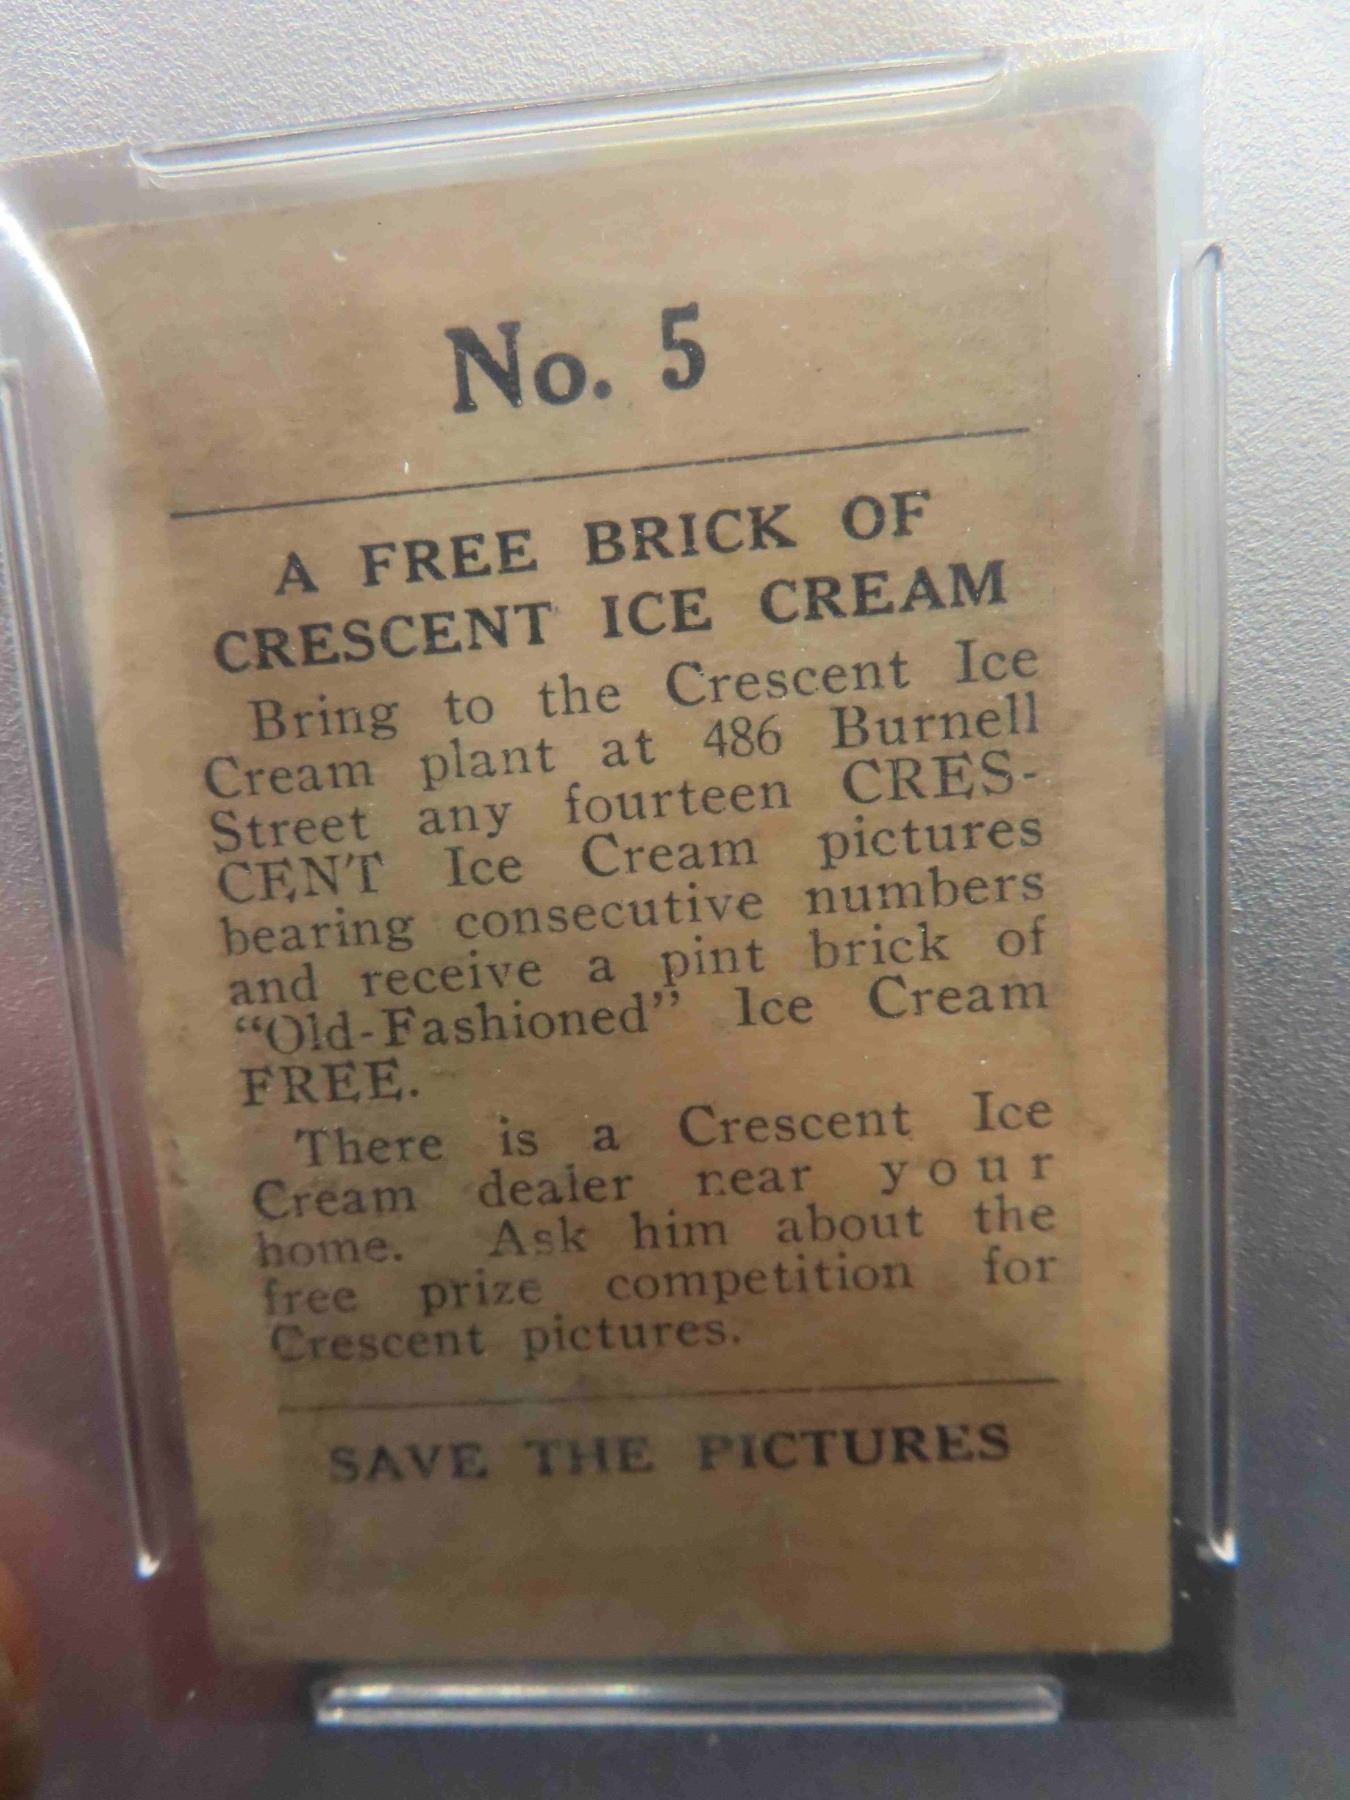 No. 5
A FREE BRICK OF
CRESCENT ICE CREAM
Bring to the Crescent Ice
Cream plant at 486 Burnell
Street any fourteen CRES-
CENT Ice Cream pictures
bearing consecutive numbers
and receive a pint brick of
“Old-Fashioned” Ice Cream
FREE.
There is a Crescent Ice
Cream dealer near your
home. Ask him about the
free prize competition for
Crescent pictures.
SAVE THE PICTURES